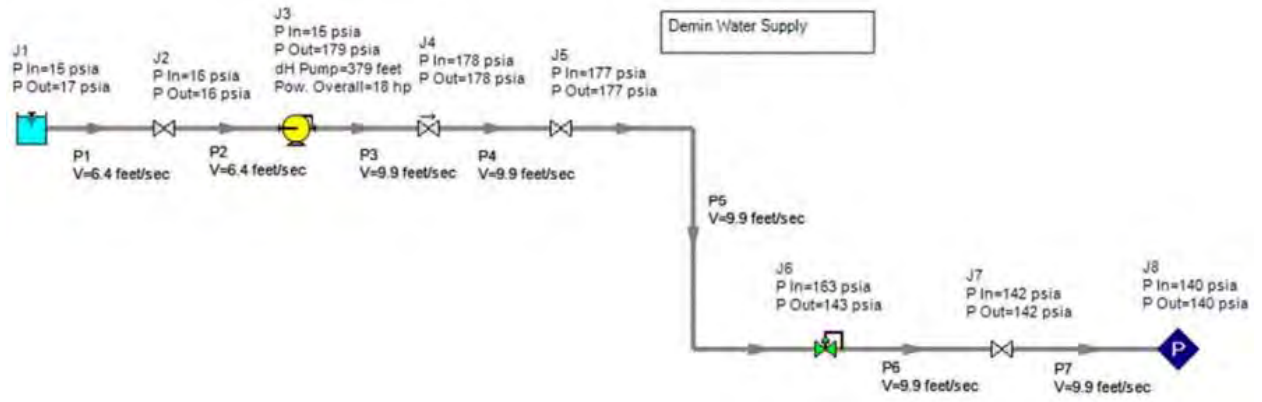 Demin Water Supply
J1
P In=15 psia
P Out=17 psia
J2
P In=16 psia
P Out=16 psia
J3
P In=15 psia
P Out=179 psia
dH Pump=379 feet
Pow. Overall=18 hp
J4
P In=178 psia
P Out=178 psia
J5
P In=177 psia
P Out=177 psia
P1
V=6.4 feet/sec
P2
V=6.4 feet/sec
P3
V=9.9 feet/sec
P4
V=9.9 feet/sec
P5
V=9.9 feet/sec
J6
P In=163 psia
P Out=143 psia
J7
P In=142 psia
P Out=142 psia
J8
P In=140 psia
P Out=140 psia
P
P6
V=9.9 feet/sec
P7
V=9.9 feet/sec